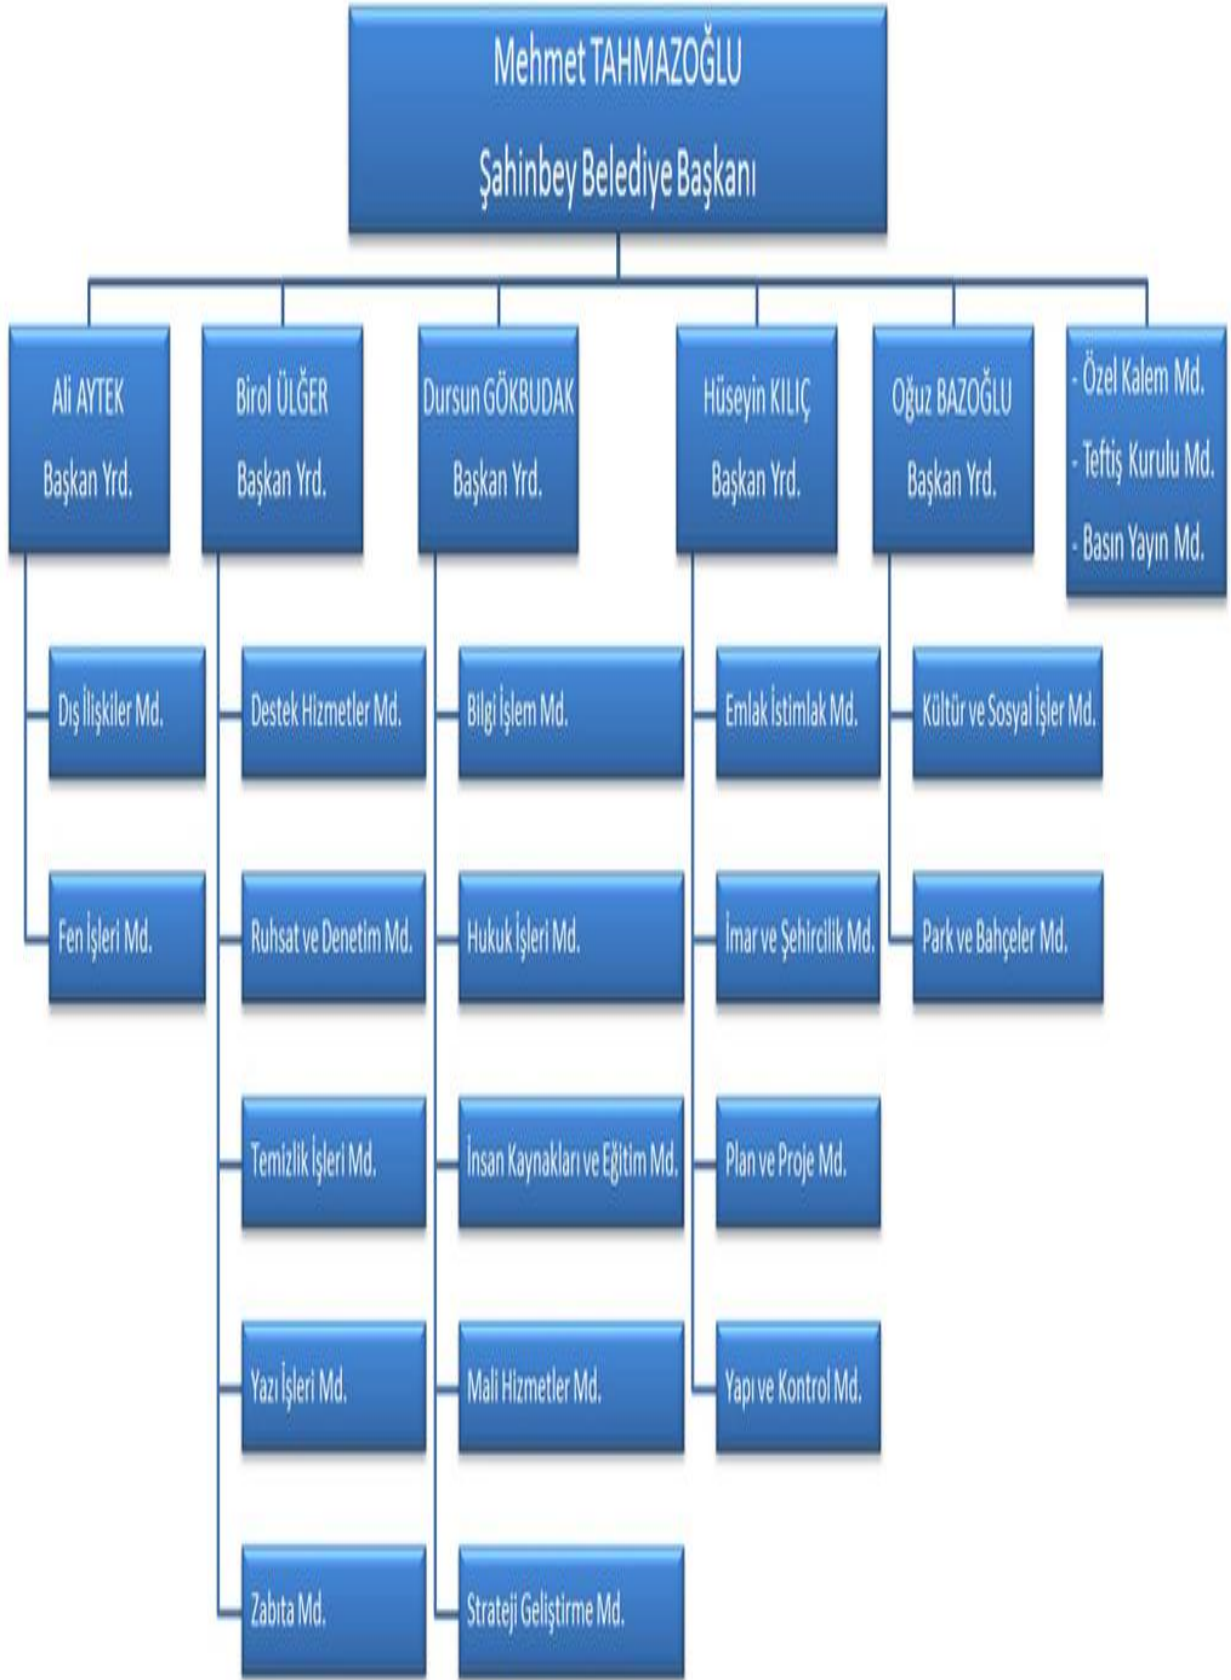 Mehmet TAHMAZOĞLU
Şahinbey Belediye Başkanı
Ali AYTEK
Başkan Yrd.
Birol ÜLĞER
Başkan Yrd.
Dursun GÖKBUDAK
Başkan Yrd.
Hüseyin KILIÇ
Başkan Yrd.
Oğuz BAZOĞLU
Başkan Yrd.
- Özel Kalem Md.
- Teftiş Kurulu Md.
- Basın Yayın Md.
Dış İlişkiler Md.
Fen İşleri Md.
Destek Hizmetler Md.
Ruhsat ve Denetim Md.
Temizlik İşleri Md.
Yazı İşleri Md.
Zabıta Md.
Bilgi İşlem Md.
Hukuk İşleri Md.
İnsan Kaynakları ve Eğitim Md.
Mali Hizmetler Md.
Strateji Geliştirme Md.
Emlak İstimlak Md.
İmar ve Şehircilik Md.
Plan ve Proje Md.
Yapı ve Kontrol Md.
Kültür ve Sosyal İşler Md.
Park ve Bahçeler Md.